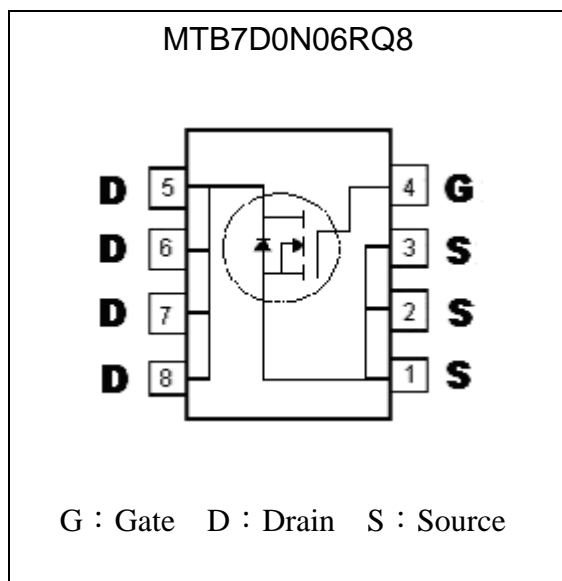 MTB7D0N06RQ8
D 5 4 G
D 6 3 S
D 7 2 S
D 8 1 S
G：Gate D：Drain S：Source